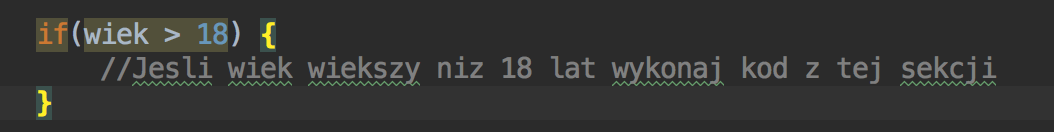 if(wiek > 18) {
//Jesli wiek wiekszy niz 18 lat wykonaj kod z tej sekcji
}